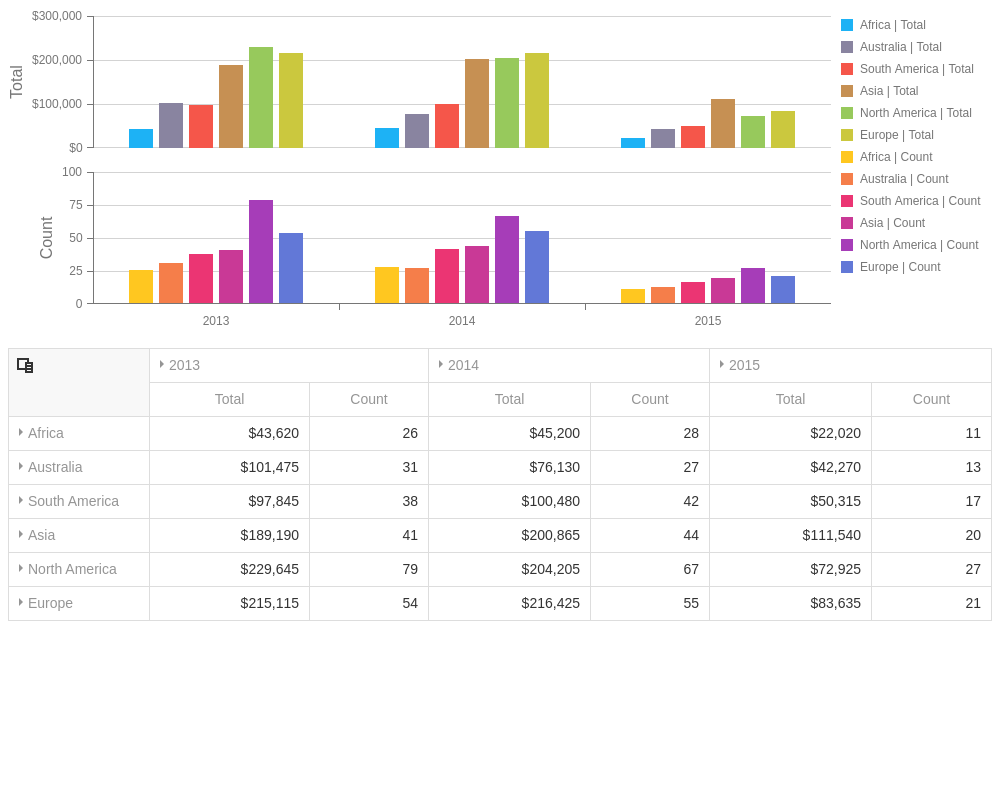 Total
$300,000
$200,000
$100,000
$0
Count
100
75
50
25
0
2013 2014 2015
Africa | Total
Australia | Total
South America | Total
Asia | Total
North America | Total
Europe | Total
Africa | Count
Australia | Count
South America | Count
Asia | Count
North America | Count
Europe | Count
2013 2014 2015
Total Count Total Count Total Count
Africa $43,620 26 $45,200 28 $22,020 11
Australia $101,475 31 $76,130 27 $42,270 13
South America $97,845 38 $100,480 42 $50,315 17
Asia $189,190 41 $200,865 44 $111,540 20
North America $229,645 79 $204,205 67 $72,925 27
Europe $215,115 54 $216,425 55 $83,635 21